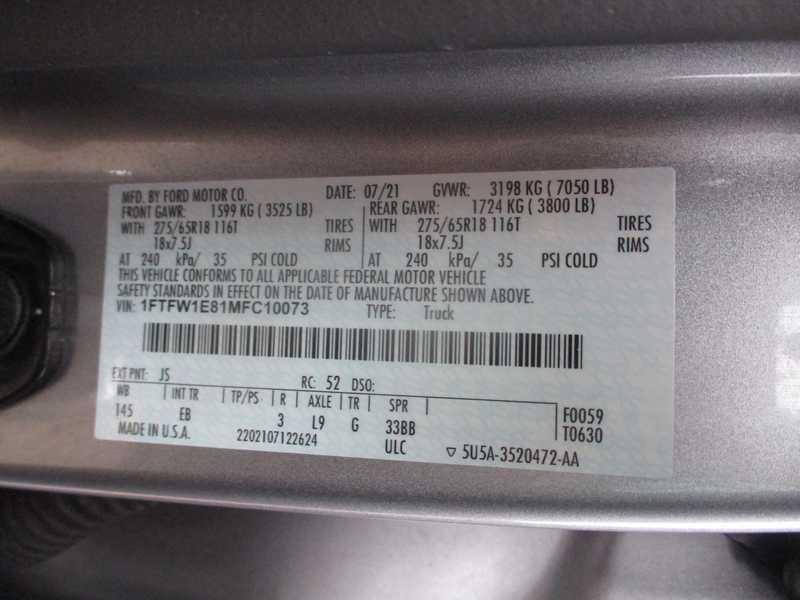 MFD. BY FORD MOTOR CO. DATE: 07/21 GVWR: 3198 KG ( 7050 LB)
FRONT GAWR: 1599 KG ( 3525 LB) REAR GAWR: 1724 KG ( 3800 LB)
WITH 275/65R18 116T TIRES WITH 275/65R18 116T TIRES
18x7.5J RIMS 18x7.5J RIMS
AT 240 kPa/ 35 PSI COLD AT 240 kPa/ 35 PSI COLD
THIS VEHICLE CONFORMS TO ALL APPLICABLE FEDERAL MOTOR VEHICLE
SAFETY STANDARDS IN EFFECT ON THE DATE OF MANUFACTURE SHOWN ABOVE.
VIN: 1FTFW1E81MFC10073 TYPE: Truck
EXT PNT: JS RC: 52 DSO:
WB INT TR TP/PS R AXLE TR SPR F0059
145 EB 3 L9 G 33BB T0630
MADE IN U.S.A. 2202107122624 ULC ▽ 5U5A-3520472-AA